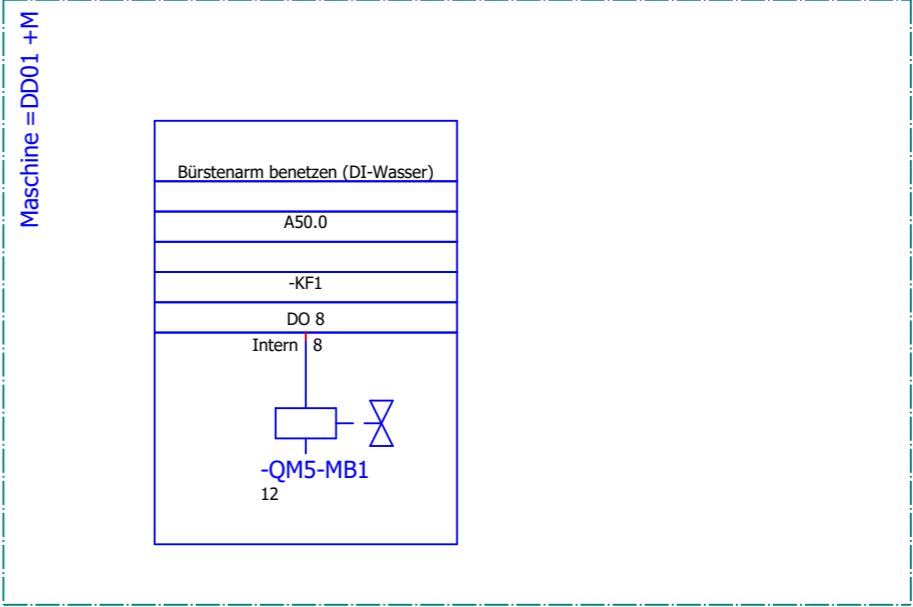 Maschine =DD01 +M
Bürstenarm benetzen (DI-Wasser)
A50.0
-KF1
DO 8
Intern 8
-QM5-MB1
12